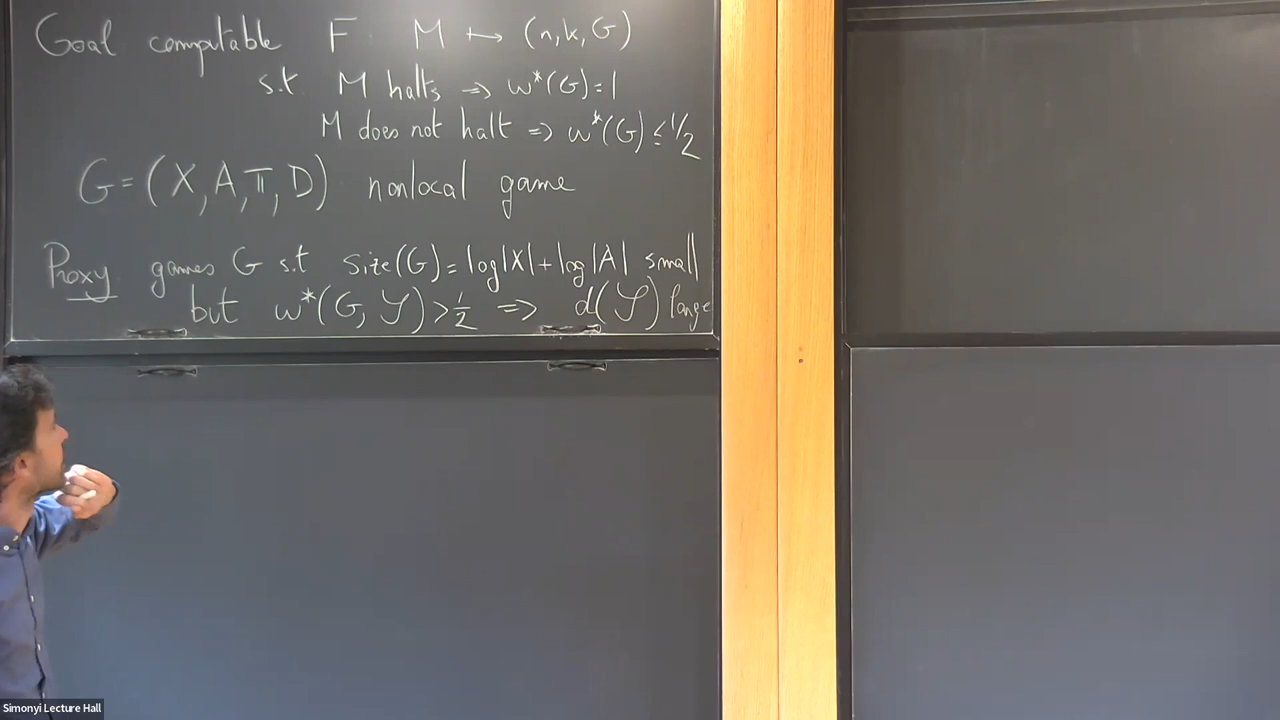 Goal computable F: M ↦ (n,k,G)
s.t M halts => w*(G)=1
M does not halt => w*(G) ≤ 1/2
G=(X,A,π,D) nonlocal game
Proxy games G s.t size(G)=log|X|+log|A| small
but w*(G,𝒮)>1/2 => d(𝒮) large
Simonyi Lecture Hall